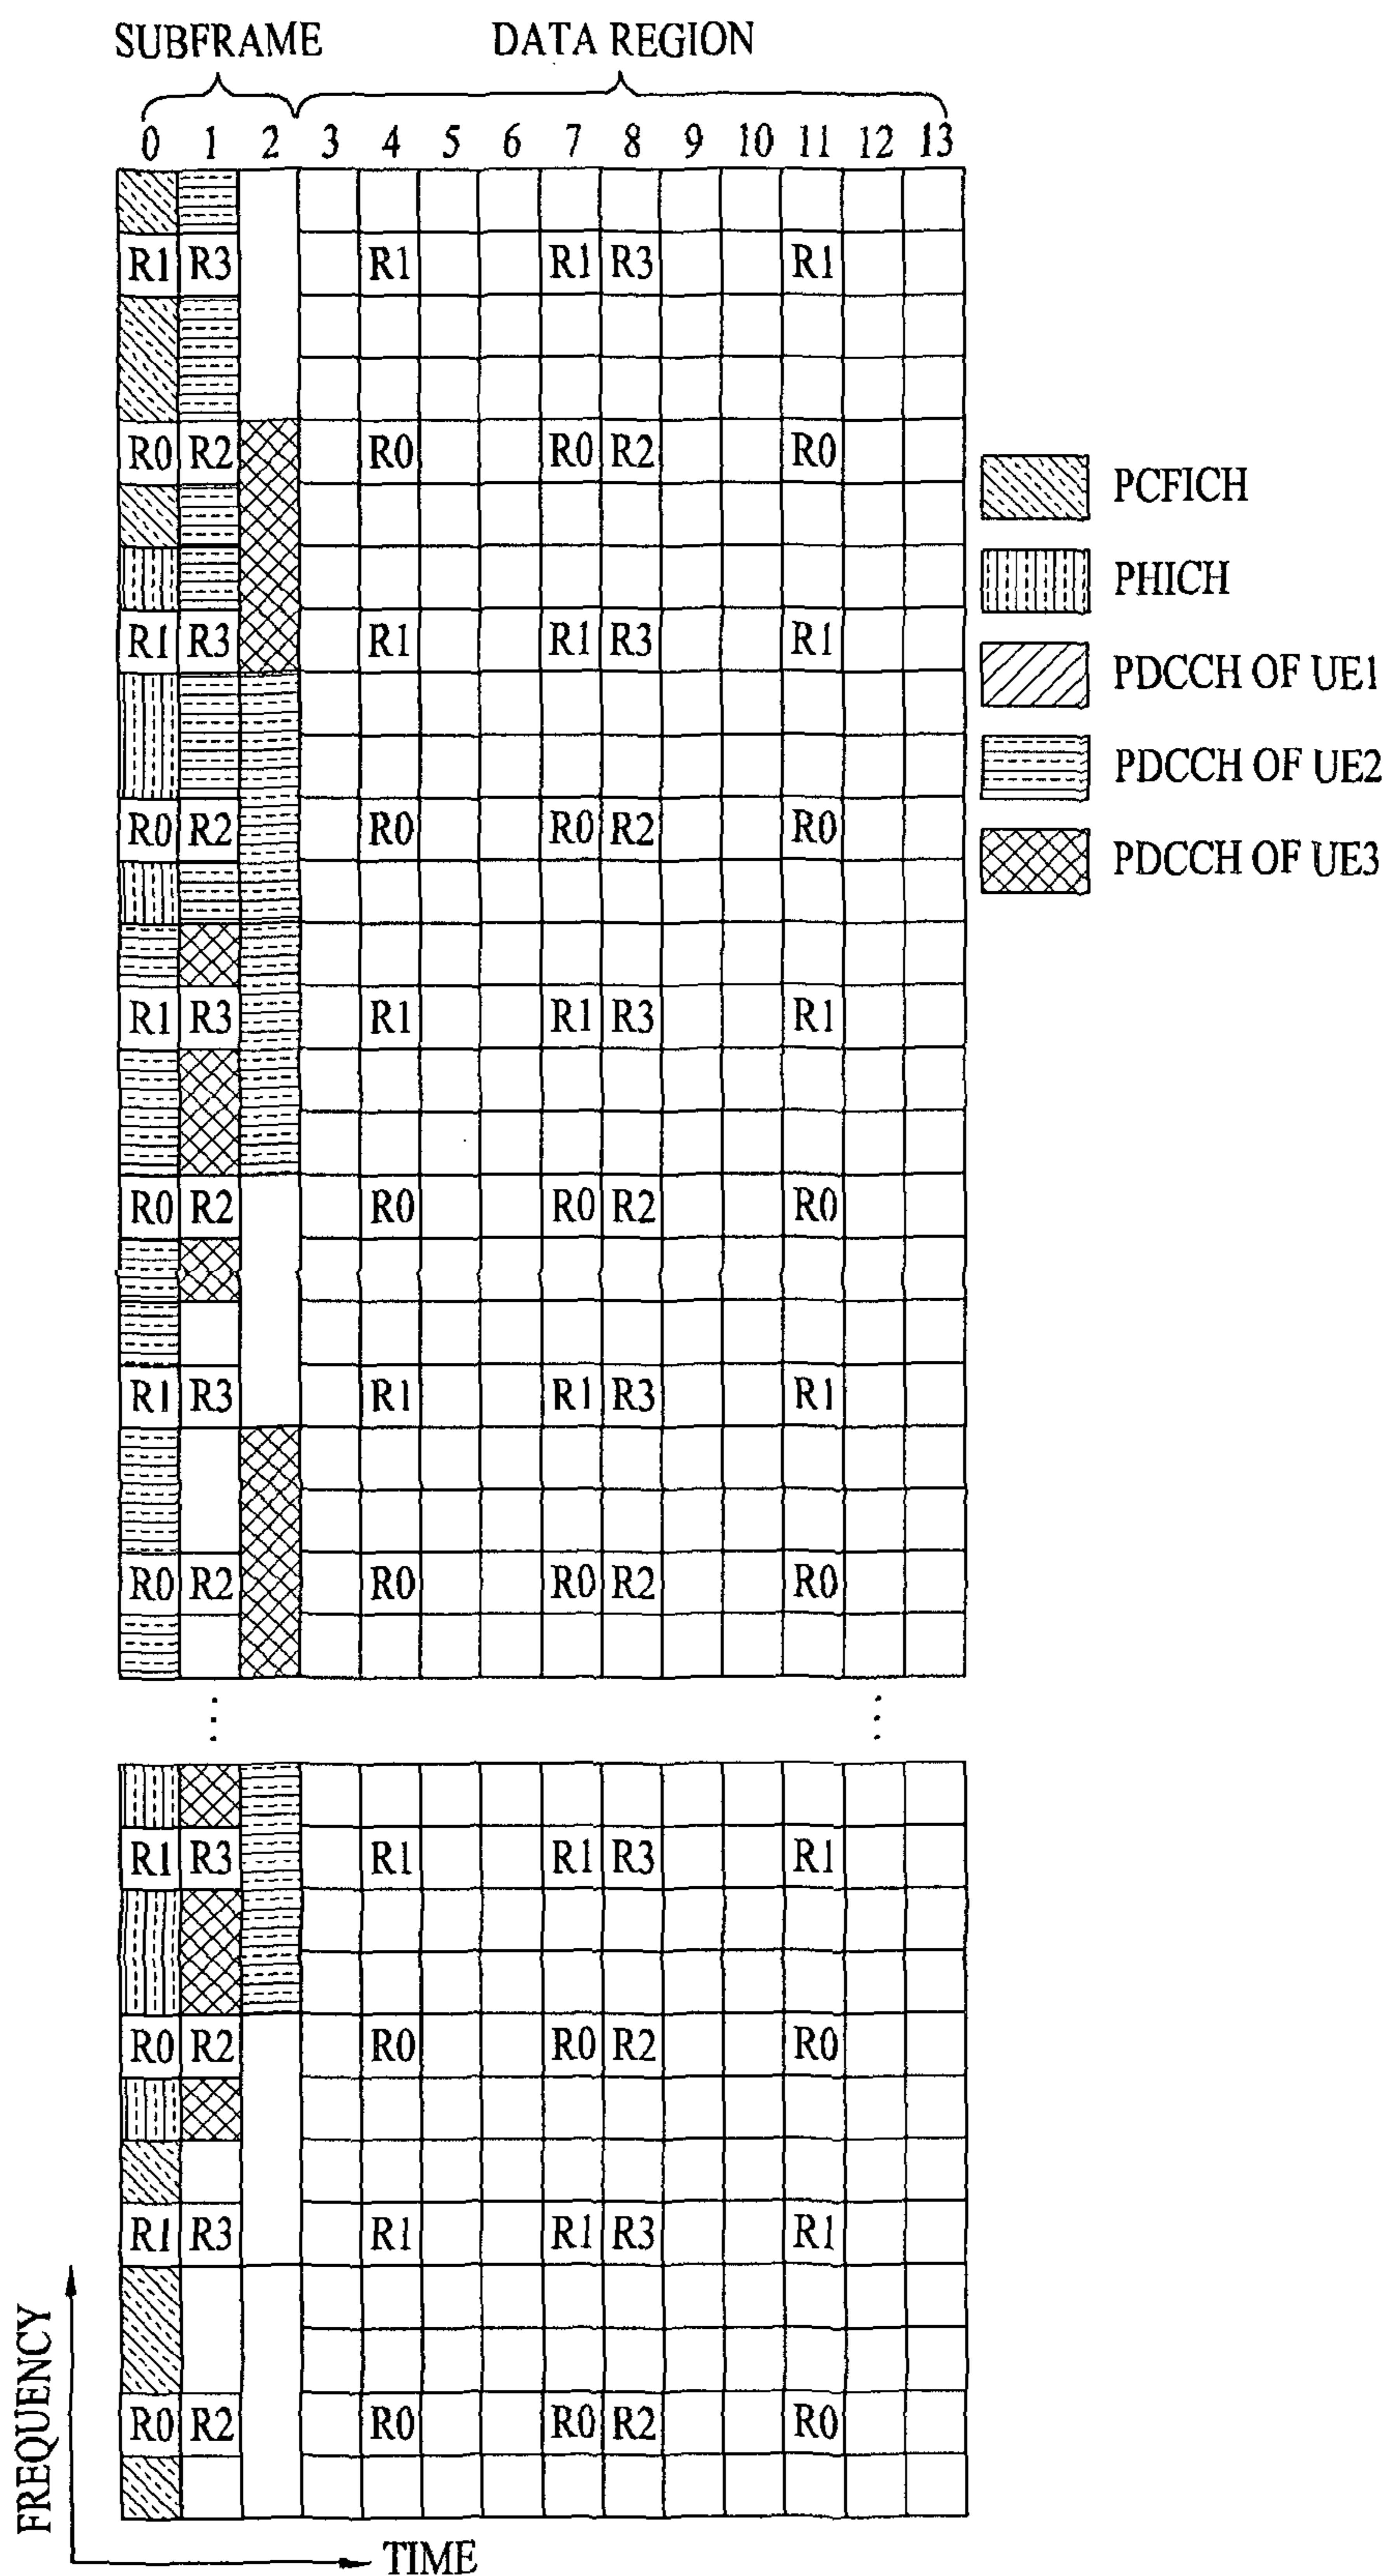 SUBFRAME DATA REGION
0 1 2 3 4 5 6 7 8 9 10 11 12 13
R1 R3 R1 R1 R3 R1
R0 R2 R0 R0 R2 R0
R1 R3 R1 R1 R3 R1
R0 R2 R0 R0 R2 R0
R1 R3 R1 R1 R3 R1
R0 R2 R0 R0 R2 R0
R1 R3 R1 R1 R3 R1
R0 R2 R0 R0 R2 R0
R1 R3 R1 R1 R3 R1
R0 R2 R0 R0 R2 R0
R1 R3 R1 R1 R3 R1
R0 R2 R0 R0 R2 R0
PCFICH
PHICH
PDCCH OF UE1
PDCCH OF UE2
PDCCH OF UE3
FREQUENCY
TIME